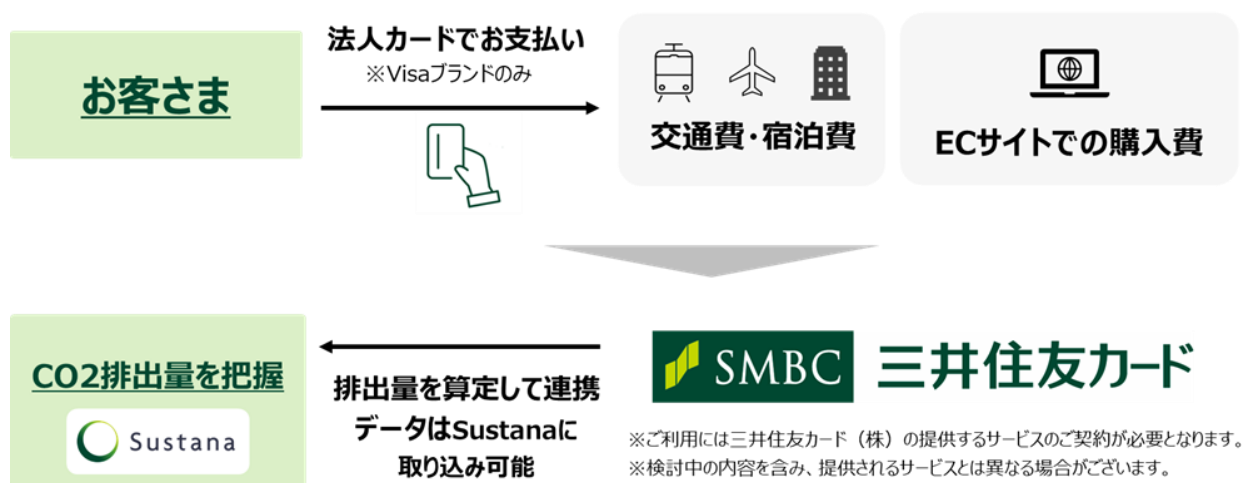 お客さま
法人カードでお支払い
※Visaブランドのみ
交通費・宿泊費
ECサイトでの購入費
CO2排出量を把握
Sustana
排出量を算定して連携
データはSustanaに
取り込み可能
SMBC 三井住友カード
※ご利用には三井住友カード（株）の提供するサービスのご契約が必要となります。
※検討中の内容を含み、提供されるサービスとは異なる場合がございます。